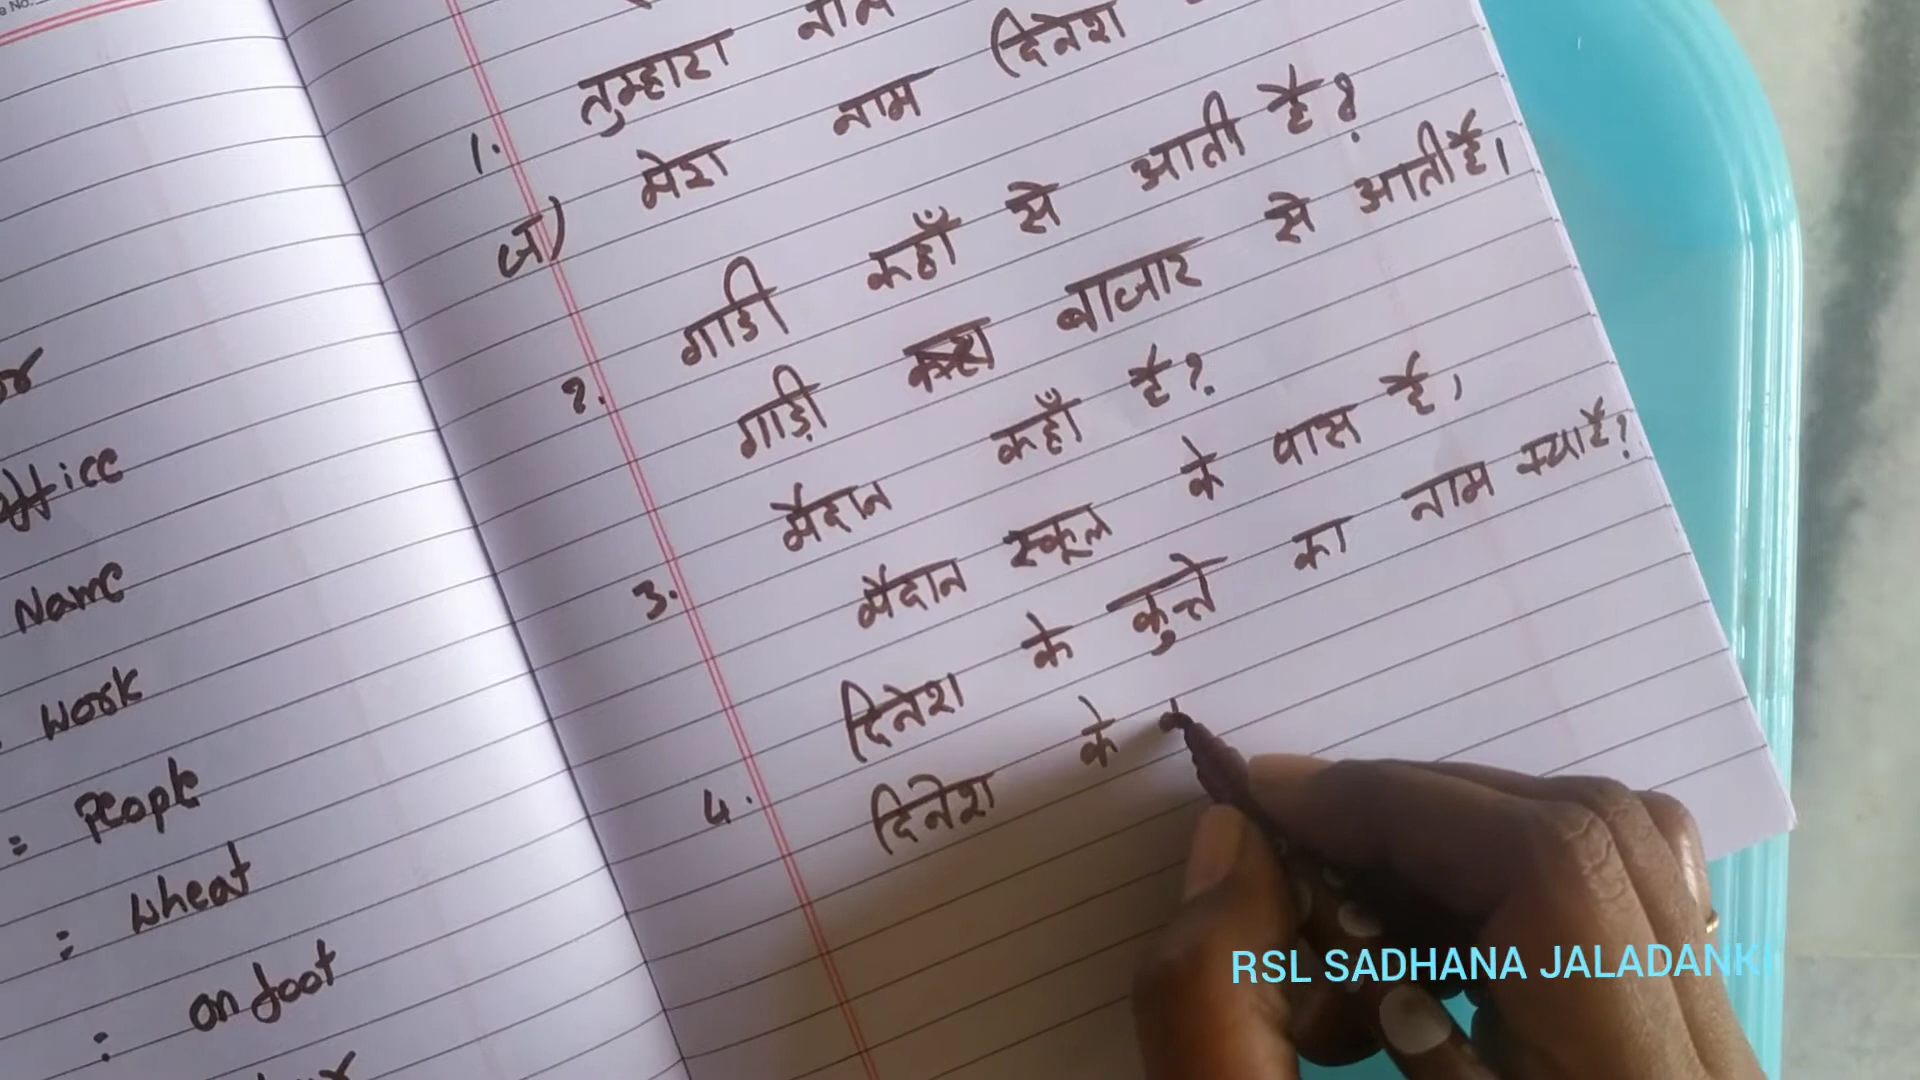 office
Name
work
: People
: wheat
: on foot
1. तुम्हारा नाम
ज) मेरा नाम दिनेश
गाडी कहाँ से आती है?
2. गाड़ी बाजार से आती है।
मैदान कहाँ है?
3. मैदान स्कूल के पास है।
दिनेश के कुत्ते का नाम क्या है?
4. दिनेश के
RSL SADHANA JALADANKI